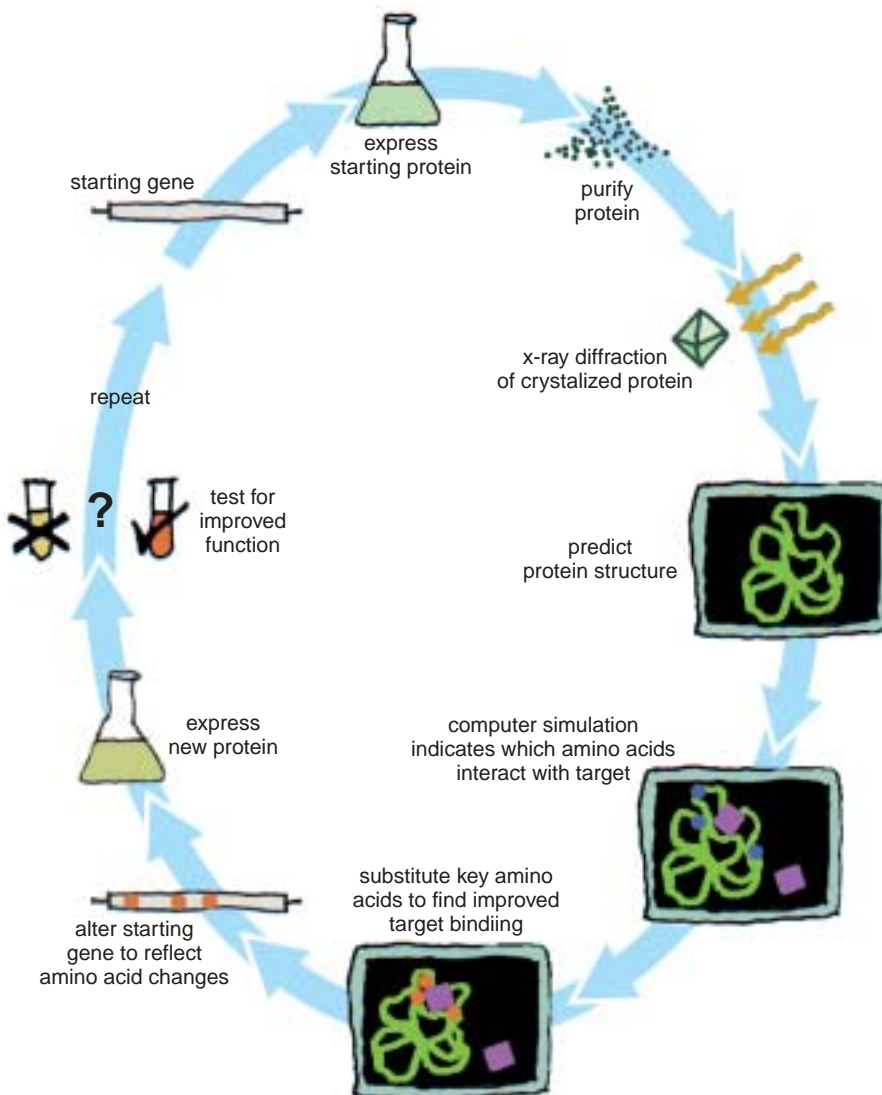 starting gene
express
starting protein
purify
protein
x-ray diffraction
of crystalized protein
predict
protein structure
computer simulation
indicates which amino acids
interact with target
substitute key amino
acids to find improved
target bindiing
alter starting
gene to reflect
amino acid changes
express
new protein
?
test for
improved
function
repeat